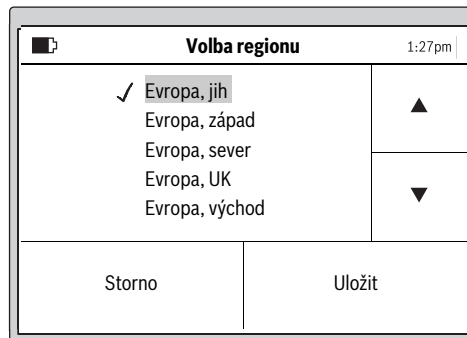 Volba regionu 1:27pm
Evropa, jih
Evropa, západ
Evropa, sever
Evropa, UK
Evropa, východ
Storno Uložit